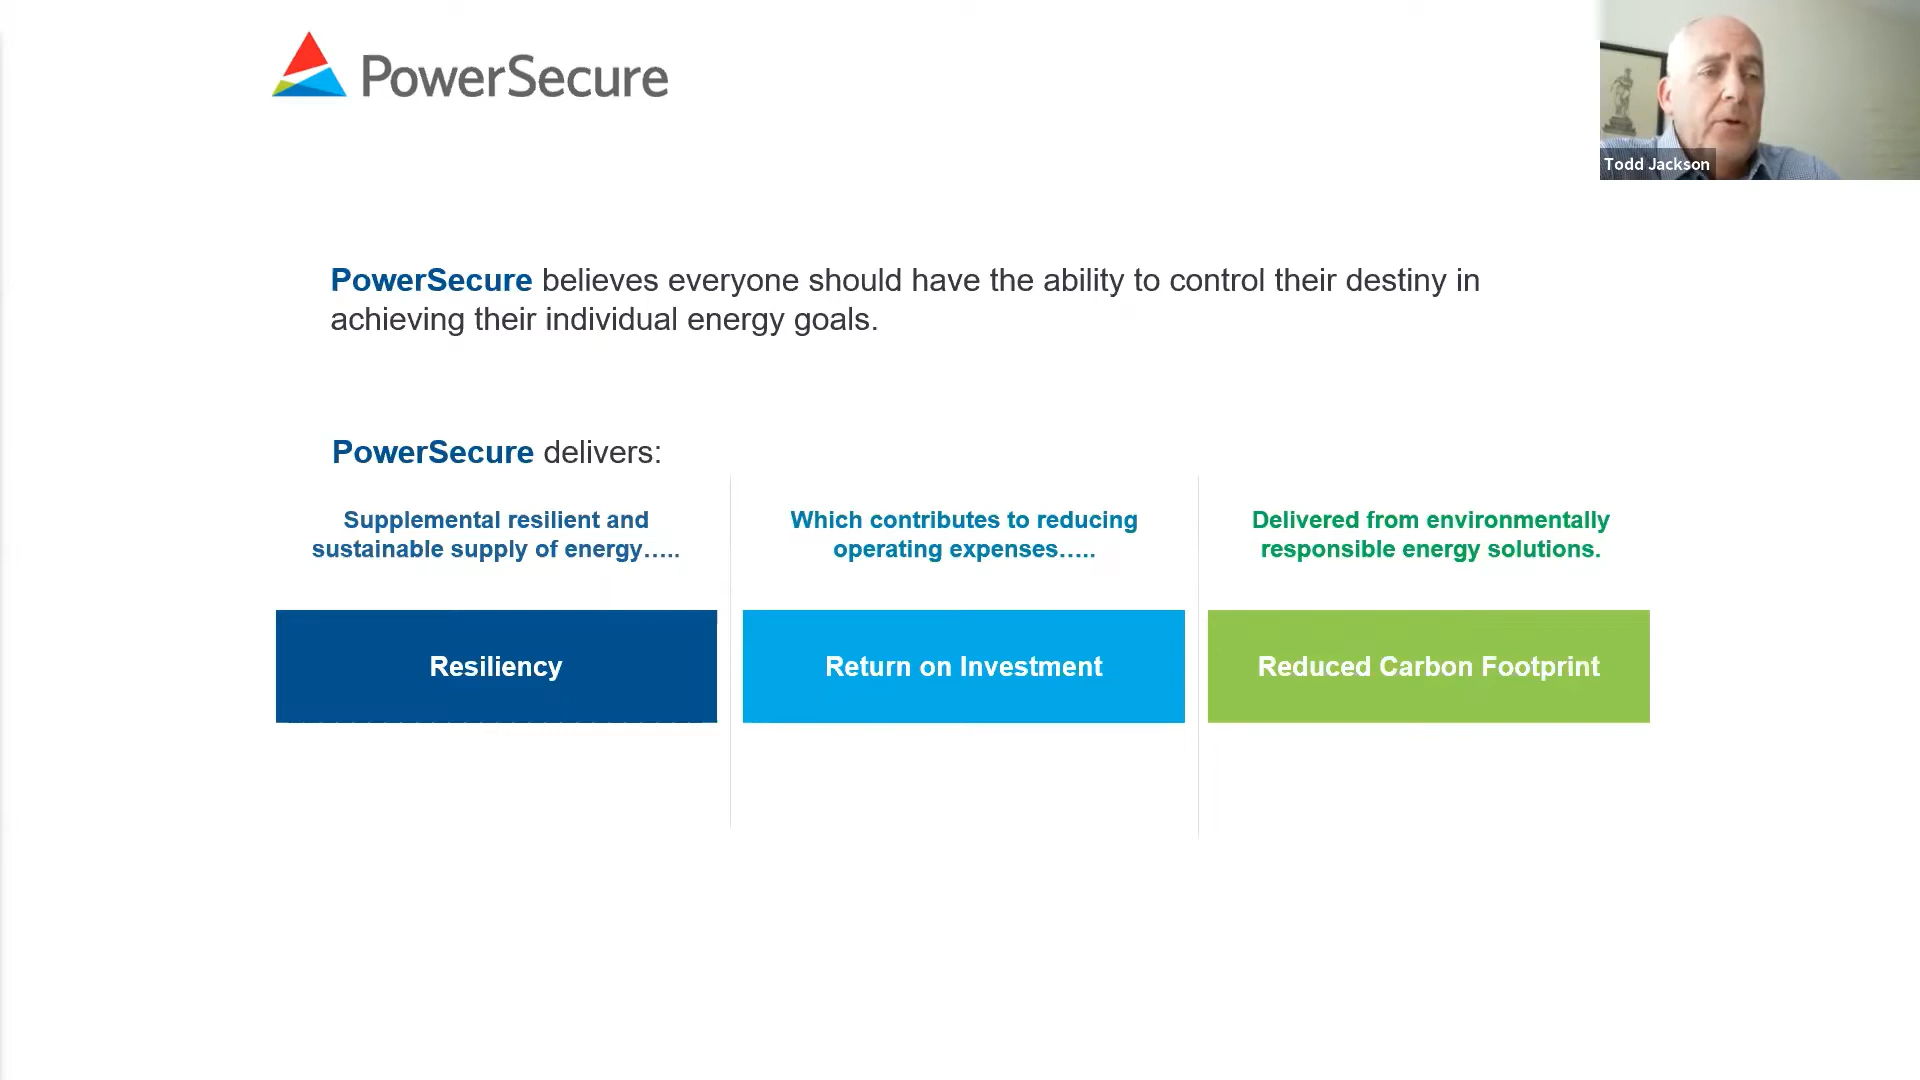 PowerSecure
Todd Jackson
PowerSecure believes everyone should have the ability to control their destiny in
achieving their individual energy goals.
PowerSecure delivers:
Supplemental resilient and
sustainable supply of energy…..
Which contributes to reducing
operating expenses…..
Delivered from environmentally
responsible energy solutions.
Resiliency
Return on Investment
Reduced Carbon Footprint